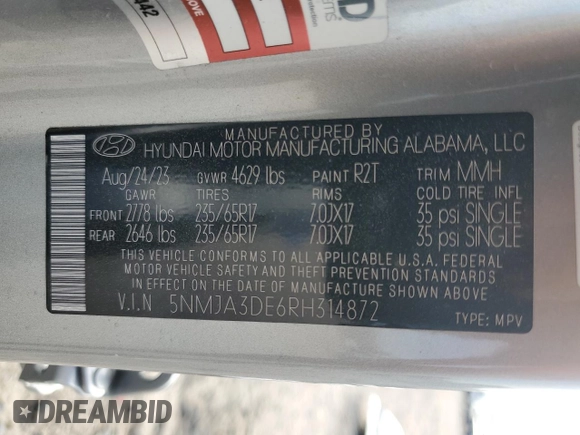 442
D
OTS
Protection
MANUFACTURED BY
HYUNDAI MOTOR MANUFACTURING ALABAMA, LLC
Aug/24/23 GVWR 4629 lbs PAINT R2T TRIM MMH
GAWR TIRES RIMS COLD TIRE INFL
FRONT 2778 lbs 235/65R17 7.0JX17 35 psi SINGLE
REAR 2646 lbs 235/65R17 7.0JX17 35 psi SINGLE
THIS VEHICLE CONFORMS TO ALL APPLICABLE U.S.A. FEDERAL
MOTOR VEHICLE SAFETY AND THEFT PREVENTION STANDARDS
IN EFFECT ON THE DATE OF MANUFACTURE SHOWN ABOVE.
V.I.N 5NMJA3DE6RH314872
TYPE: MPV
DREAMBID